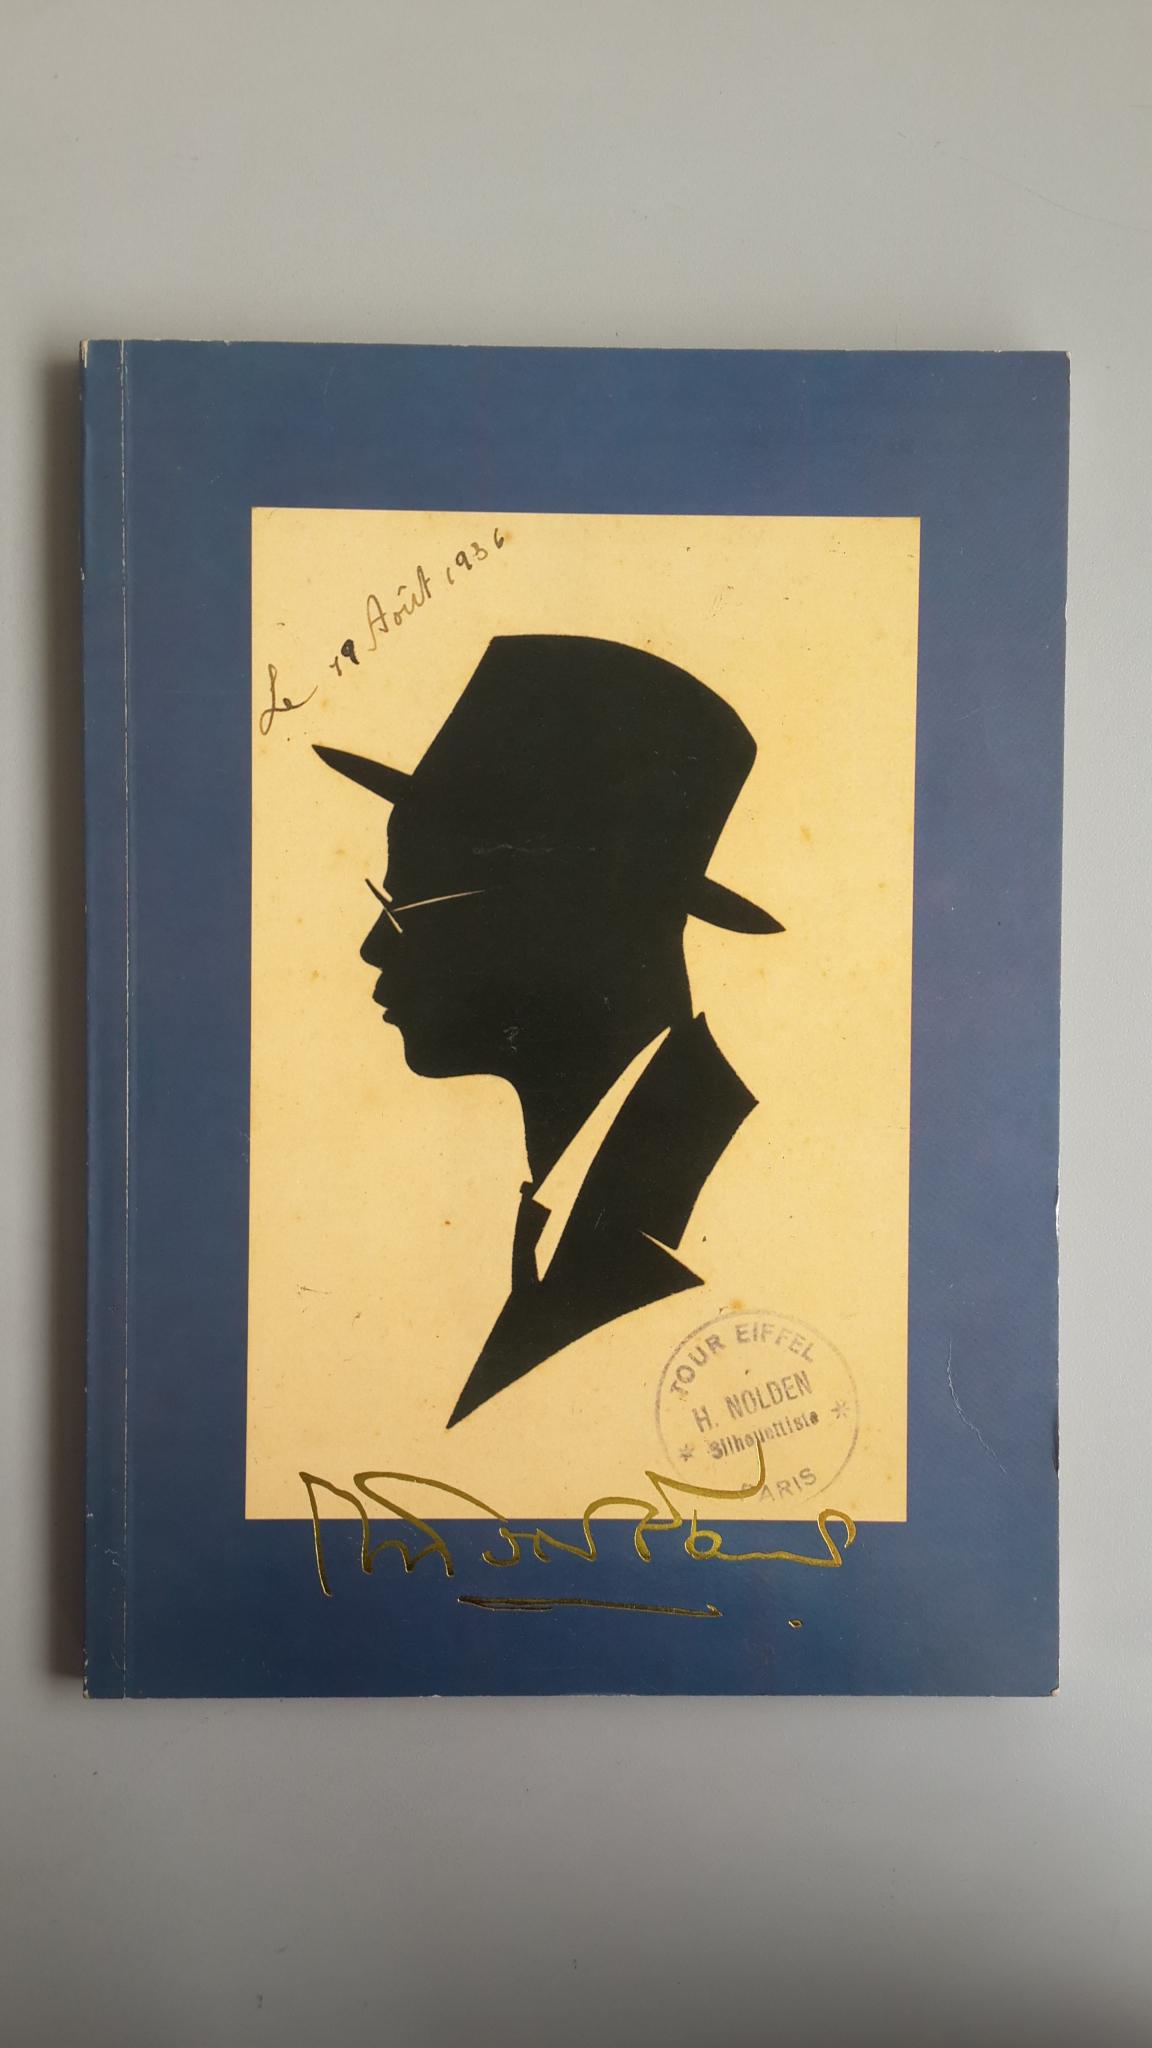 Le 19 Août 1936
TOUR EIFFEL
H. NOLDEN
Silhouettiste
PARIS